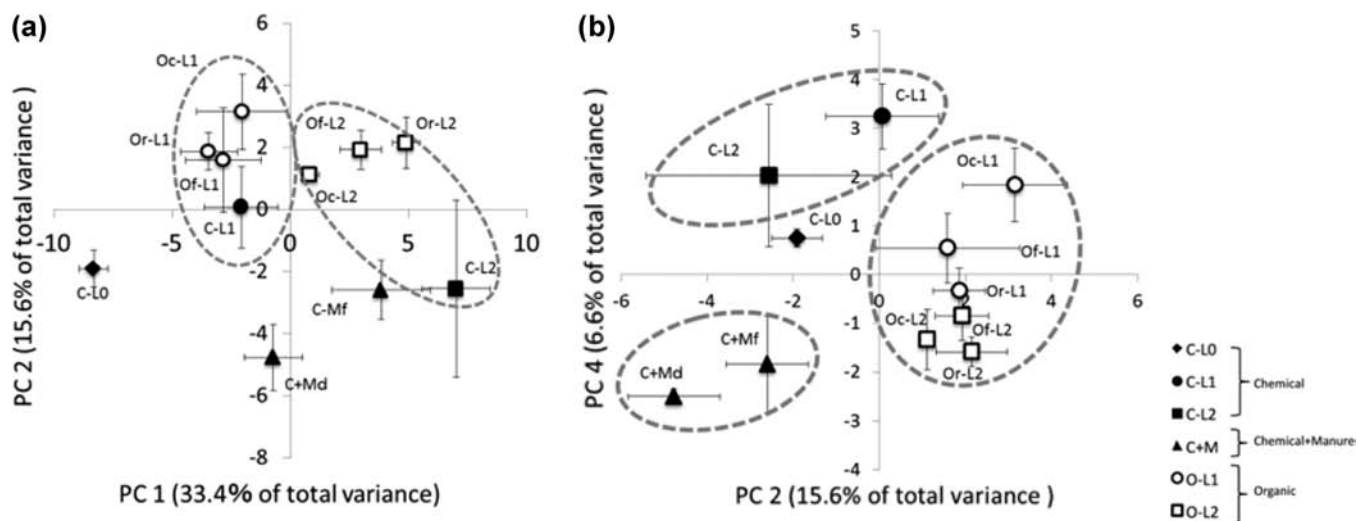 (a)
6
Oc-L1
4
Or-L1
Of-L2
Or-L2
2
Of-L1
Oc-L2
C-L1
0
-10
-5
0
5
10
-2
C-L0
C-L2
C-Mf
-4
C+Md
-6
-8
PC 2 (15.6% of total variance)
PC 1 (33.4% of total variance)
(b)
5
4
C-L1
3
C-L2
Oc-L1
2
1
C-L0
Of-L1
0
-6
-4
-2
0
2
4
6
Or-L1
-1
Oc-L2
Of-L2
C+Mf
-2
Or-L2
C+Md
-3
-4
PC 4 (6.6% of total variance)
PC 2 (15.6% of total variance )
C-L0
C-L1
Chemical
C-L2
C+M
Chemical+Manure
O-L1
Organic
O-L2